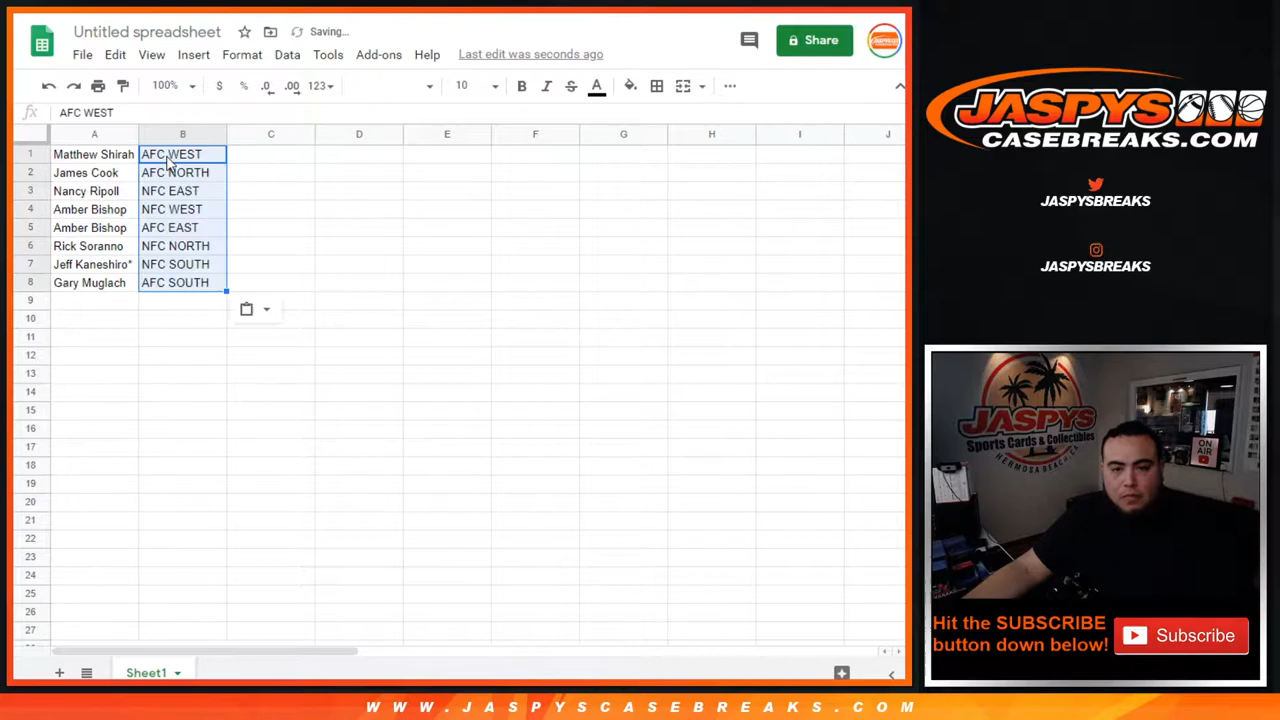 Untitled spreadsheet
Saving...
File Edit View Insert Format Data Tools Add-ons Help Last edit was seconds ago
Share
100% $ % .0 .00 123 10 B I S A
fx AFC WEST
A B C D E F G H I J
1 Matthew Shirah AFC WEST
2 James Cook AFC NORTH
3 Nancy Ripoll NFC EAST
4 Amber Bishop NFC WEST
5 Amber Bishop AFC EAST
6 Rick Soranno NFC NORTH
7 Jeff Kaneshiro* NFC SOUTH
8 Gary Muglach AFC SOUTH
9
10
11
12
13
14
15
16
17
18
19
20
21
22
23
24
25
26
27
Sheet1
JASPYS
CASEBREAKS.COM
JASPYSBREAKS
JASPYSBREAKS
JASPYS
Sports Cards & Collectibles
HERMOSA BEACH, CA
ON AIR
Hit the SUBSCRIBE
button down below!
Subscribe
WWW.JASPYSCASEBREAKS.COM